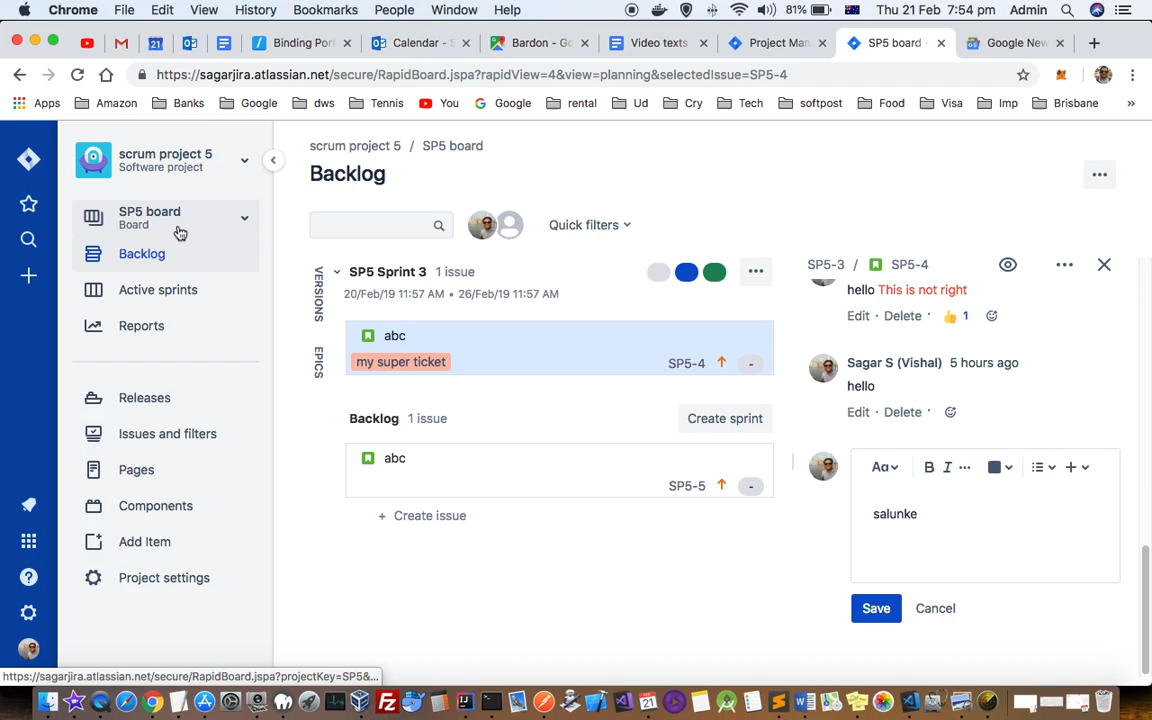 Chrome File Edit View History Bookmarks People Window Help 81% Thu 21 Feb 7:54 pm Admin
Binding Por Calendar - S Bardon - Go Video texts Project Man SP5 board - Google New
https://sagarjira.atlassian.net/secure/RapidBoard.jspa?rapidView=4&view=planning&selectedIssue=SP5-4
Apps Amazon Banks Google dws Tennis You Google rental Ud Cry Tech softpost Food Visa Imp Brisbane »
scrum project 5
Software project
SP5 board
Board
Backlog
Active sprints
Reports
Releases
Issues and filters
Pages
Components
Add Item
Project settings
scrum project 5 / SP5 board
Backlog
Quick filters
VERSIONS
EPICS
SP5 Sprint 3 1 issue
20/Feb/19 11:57 AM • 26/Feb/19 11:57 AM
abc
my super ticket SP5-4 -
Backlog 1 issue Create sprint
abc
SP5-5 -
+ Create issue
SP5-3 / SP5-4
hello This is not right
Edit · Delete · 1
Sagar S (Vishal) 5 hours ago
hello
Edit · Delete ·
Aa B I ···
salunke
Save Cancel
https://sagarjira.atlassian.net/secure/RapidBoard.jspa?projectKey=SP5&...